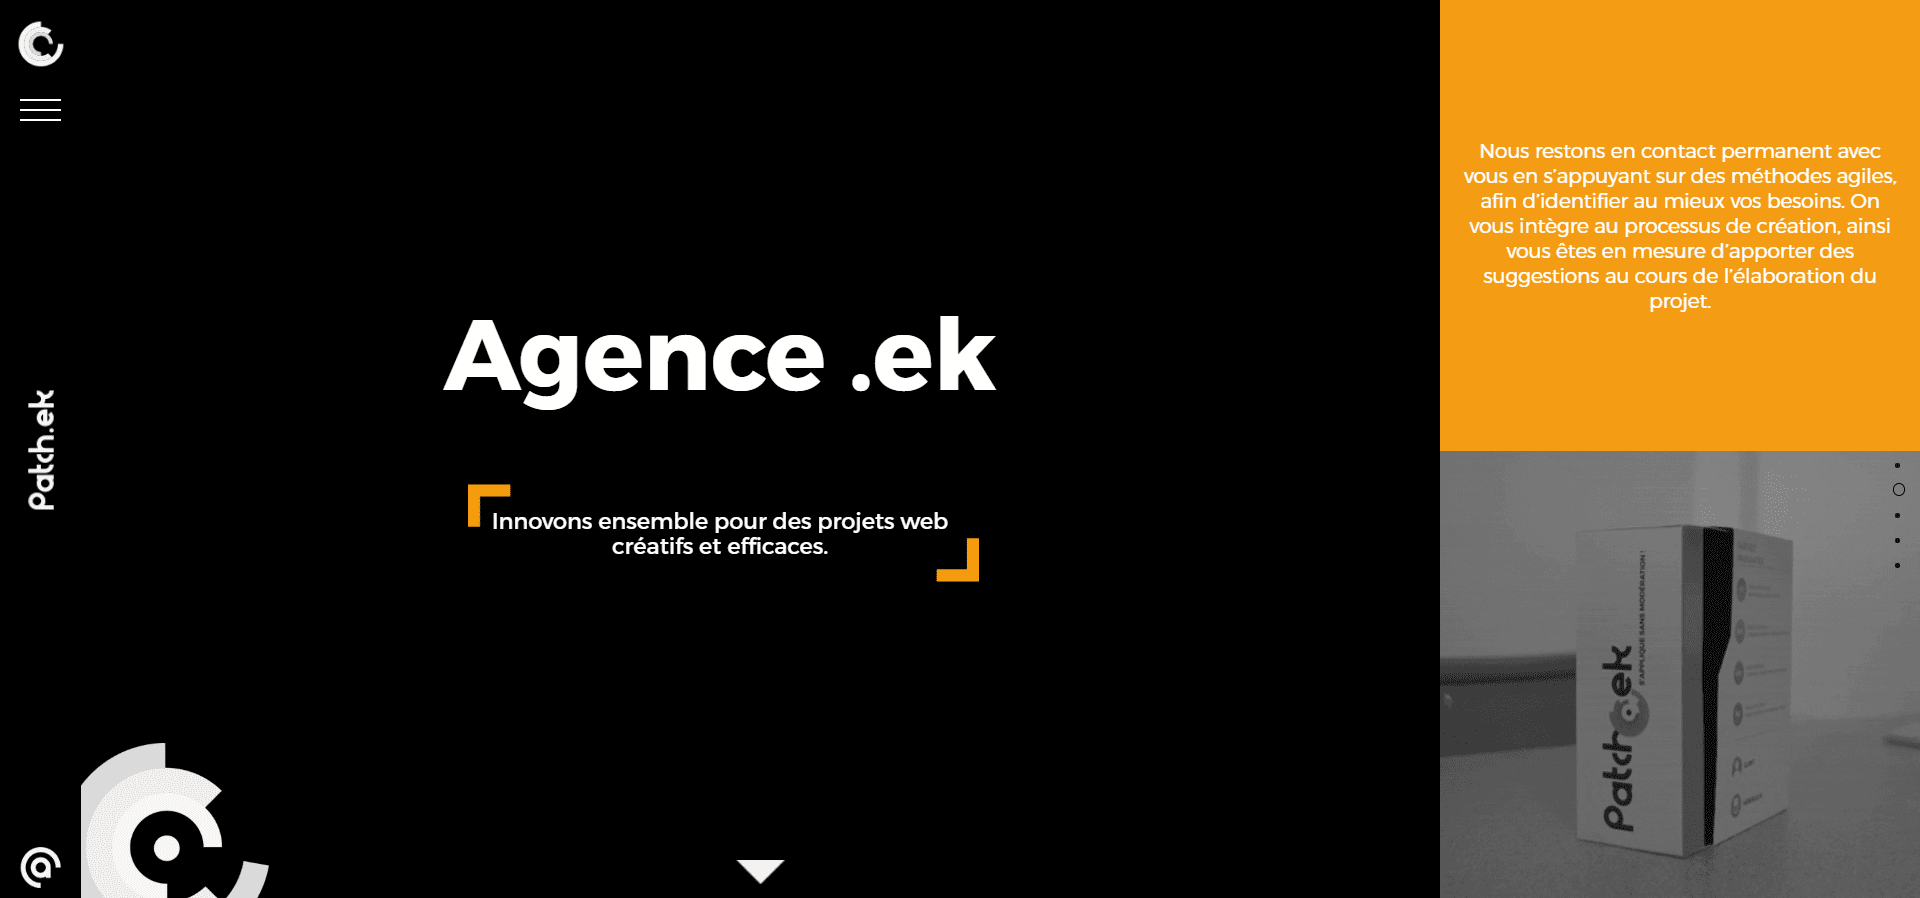 Patch.ek
Agence .ek
Innovons ensemble pour des projets web
créatifs et efficaces.
Nous restons en contact permanent avec
vous en s'appuyant sur des méthodes agiles,
afin d'identifier au mieux vos besoins. On
vous intègre au processus de création, ainsi
vous êtes en mesure d'apporter des
suggestions au cours de l'élaboration du
projet.
Patch ek
S'APPLIQUE SANS MODÉRATION !